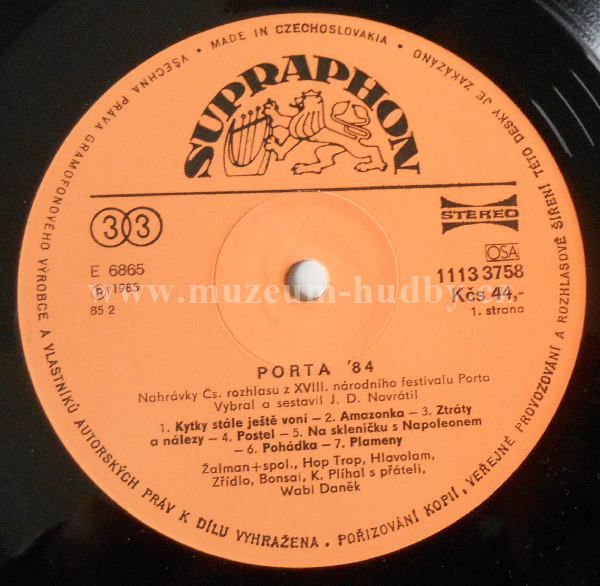 VŠECHNA PRÁVA GRAMOFONOVÉHO VÝROBCE A VLASTNÍKŮ AUTORSKÝCH PRÁV K DÍLU VYHRAŽENA. POŘIZOVÁNÍ KOPIÍ, VEŘEJNÉ PROVOZOVÁNÍ A ROZHLASOVÉ ŠÍŘENÍ TÉTO DESKY JE ZAKÁZÁNO
• MADE IN CZECHOSLOVAKIA •
SUPRAPHON
33
STEREO
OSA
E 6865
1113 3758
℗ 1985
Kčs 44,-
85 2
1. strana
www.muzeum-hudby.cz
PORTA '84
Nahrávky Čs. rozhlasu z XVIII. národního festivalu Porta
Vybral a sestavil J. D. Navrátil
1. Kytky stále ještě voní – 2. Amazonka – 3. Ztráty
a nálezy – 4. Postel – 5. Na skleničku s Napoleonem
– 6. Pohádka – 7. Plameny
Žalman+spol., Hop Trop, Hlavolam,
Zřídlo, Bonsai, K. Plíhal s přáteli,
Wabi Daněk